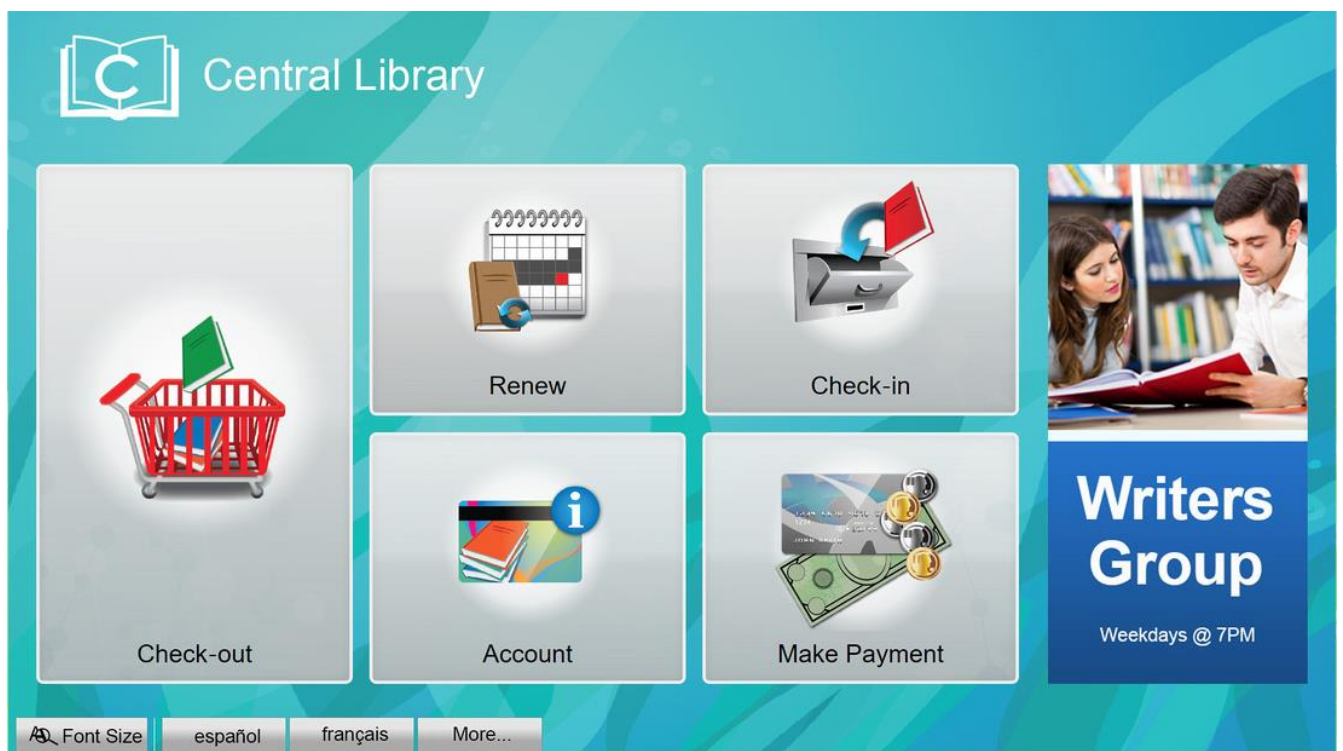 C
Central Library
Renew
Check-in
Check-out
Account
Make Payment
Writers
Group
Weekdays @ 7PM
Font Size
español
français
More...